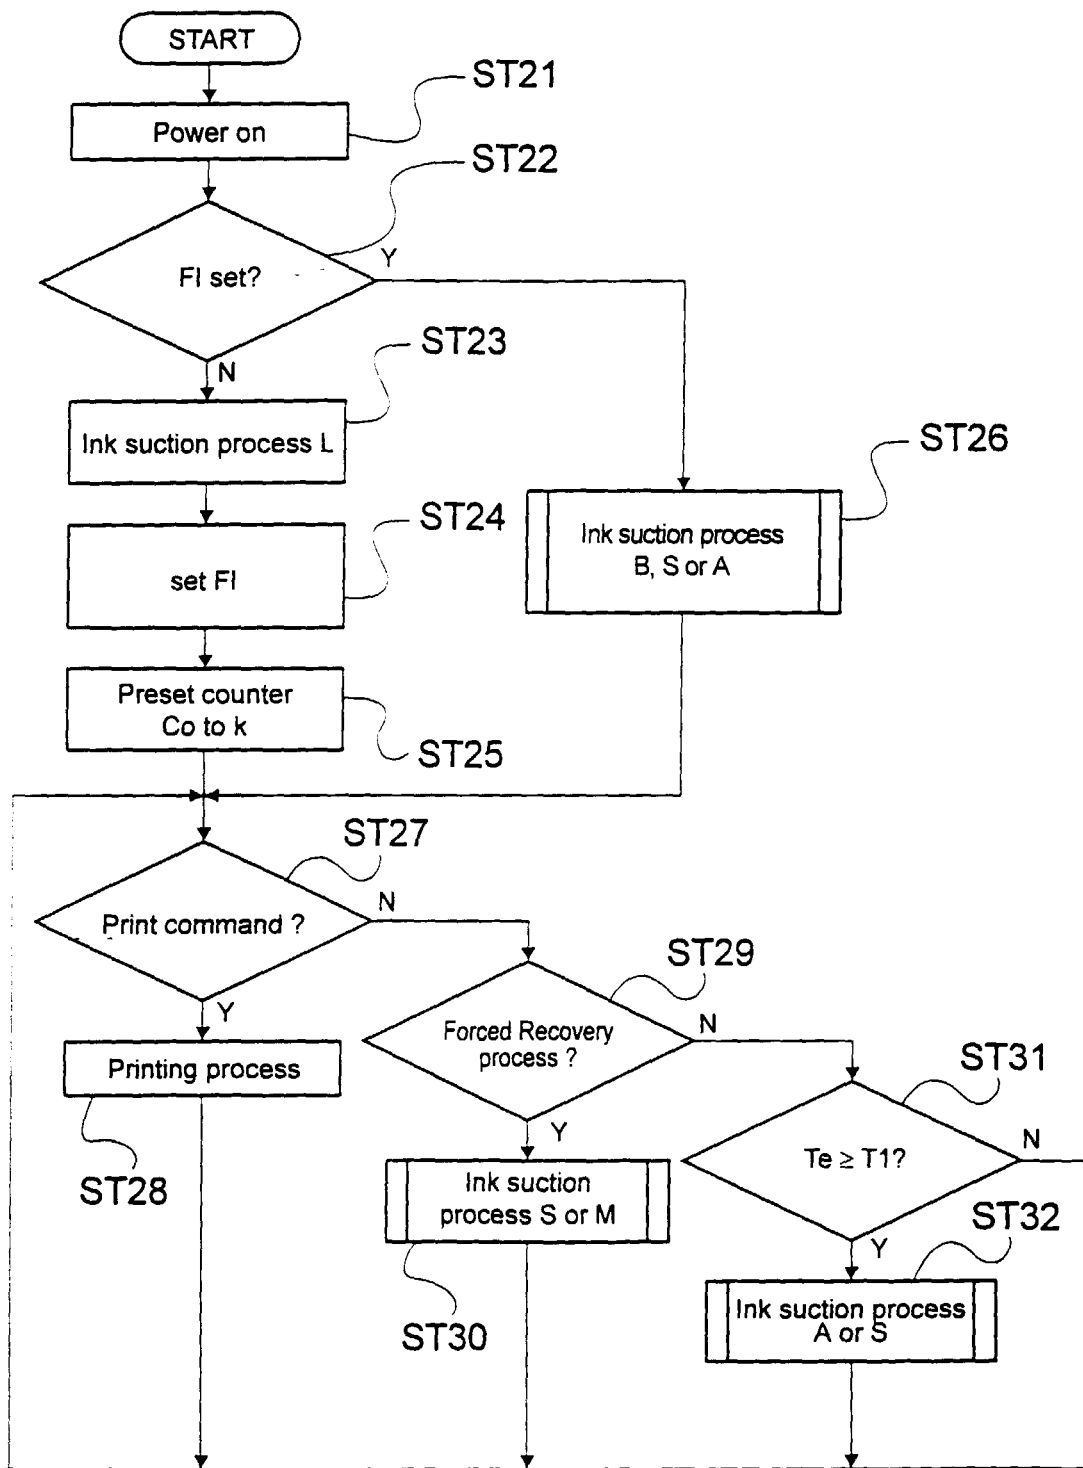 START
ST21
Power on
ST22
FI set?
Y
N
ST23
Ink suction process L
ST26
Ink suction process
B, S or A
ST24
set FI
Preset counter
Co to k
ST25
ST27
Print command ?
N
Y
ST29
Forced Recovery
process ?
N
Y
Printing process
ST28
ST31
Te ≥ T1?
N
Y
Ink suction
process S or M
ST30
ST32
Ink suction process
A or S